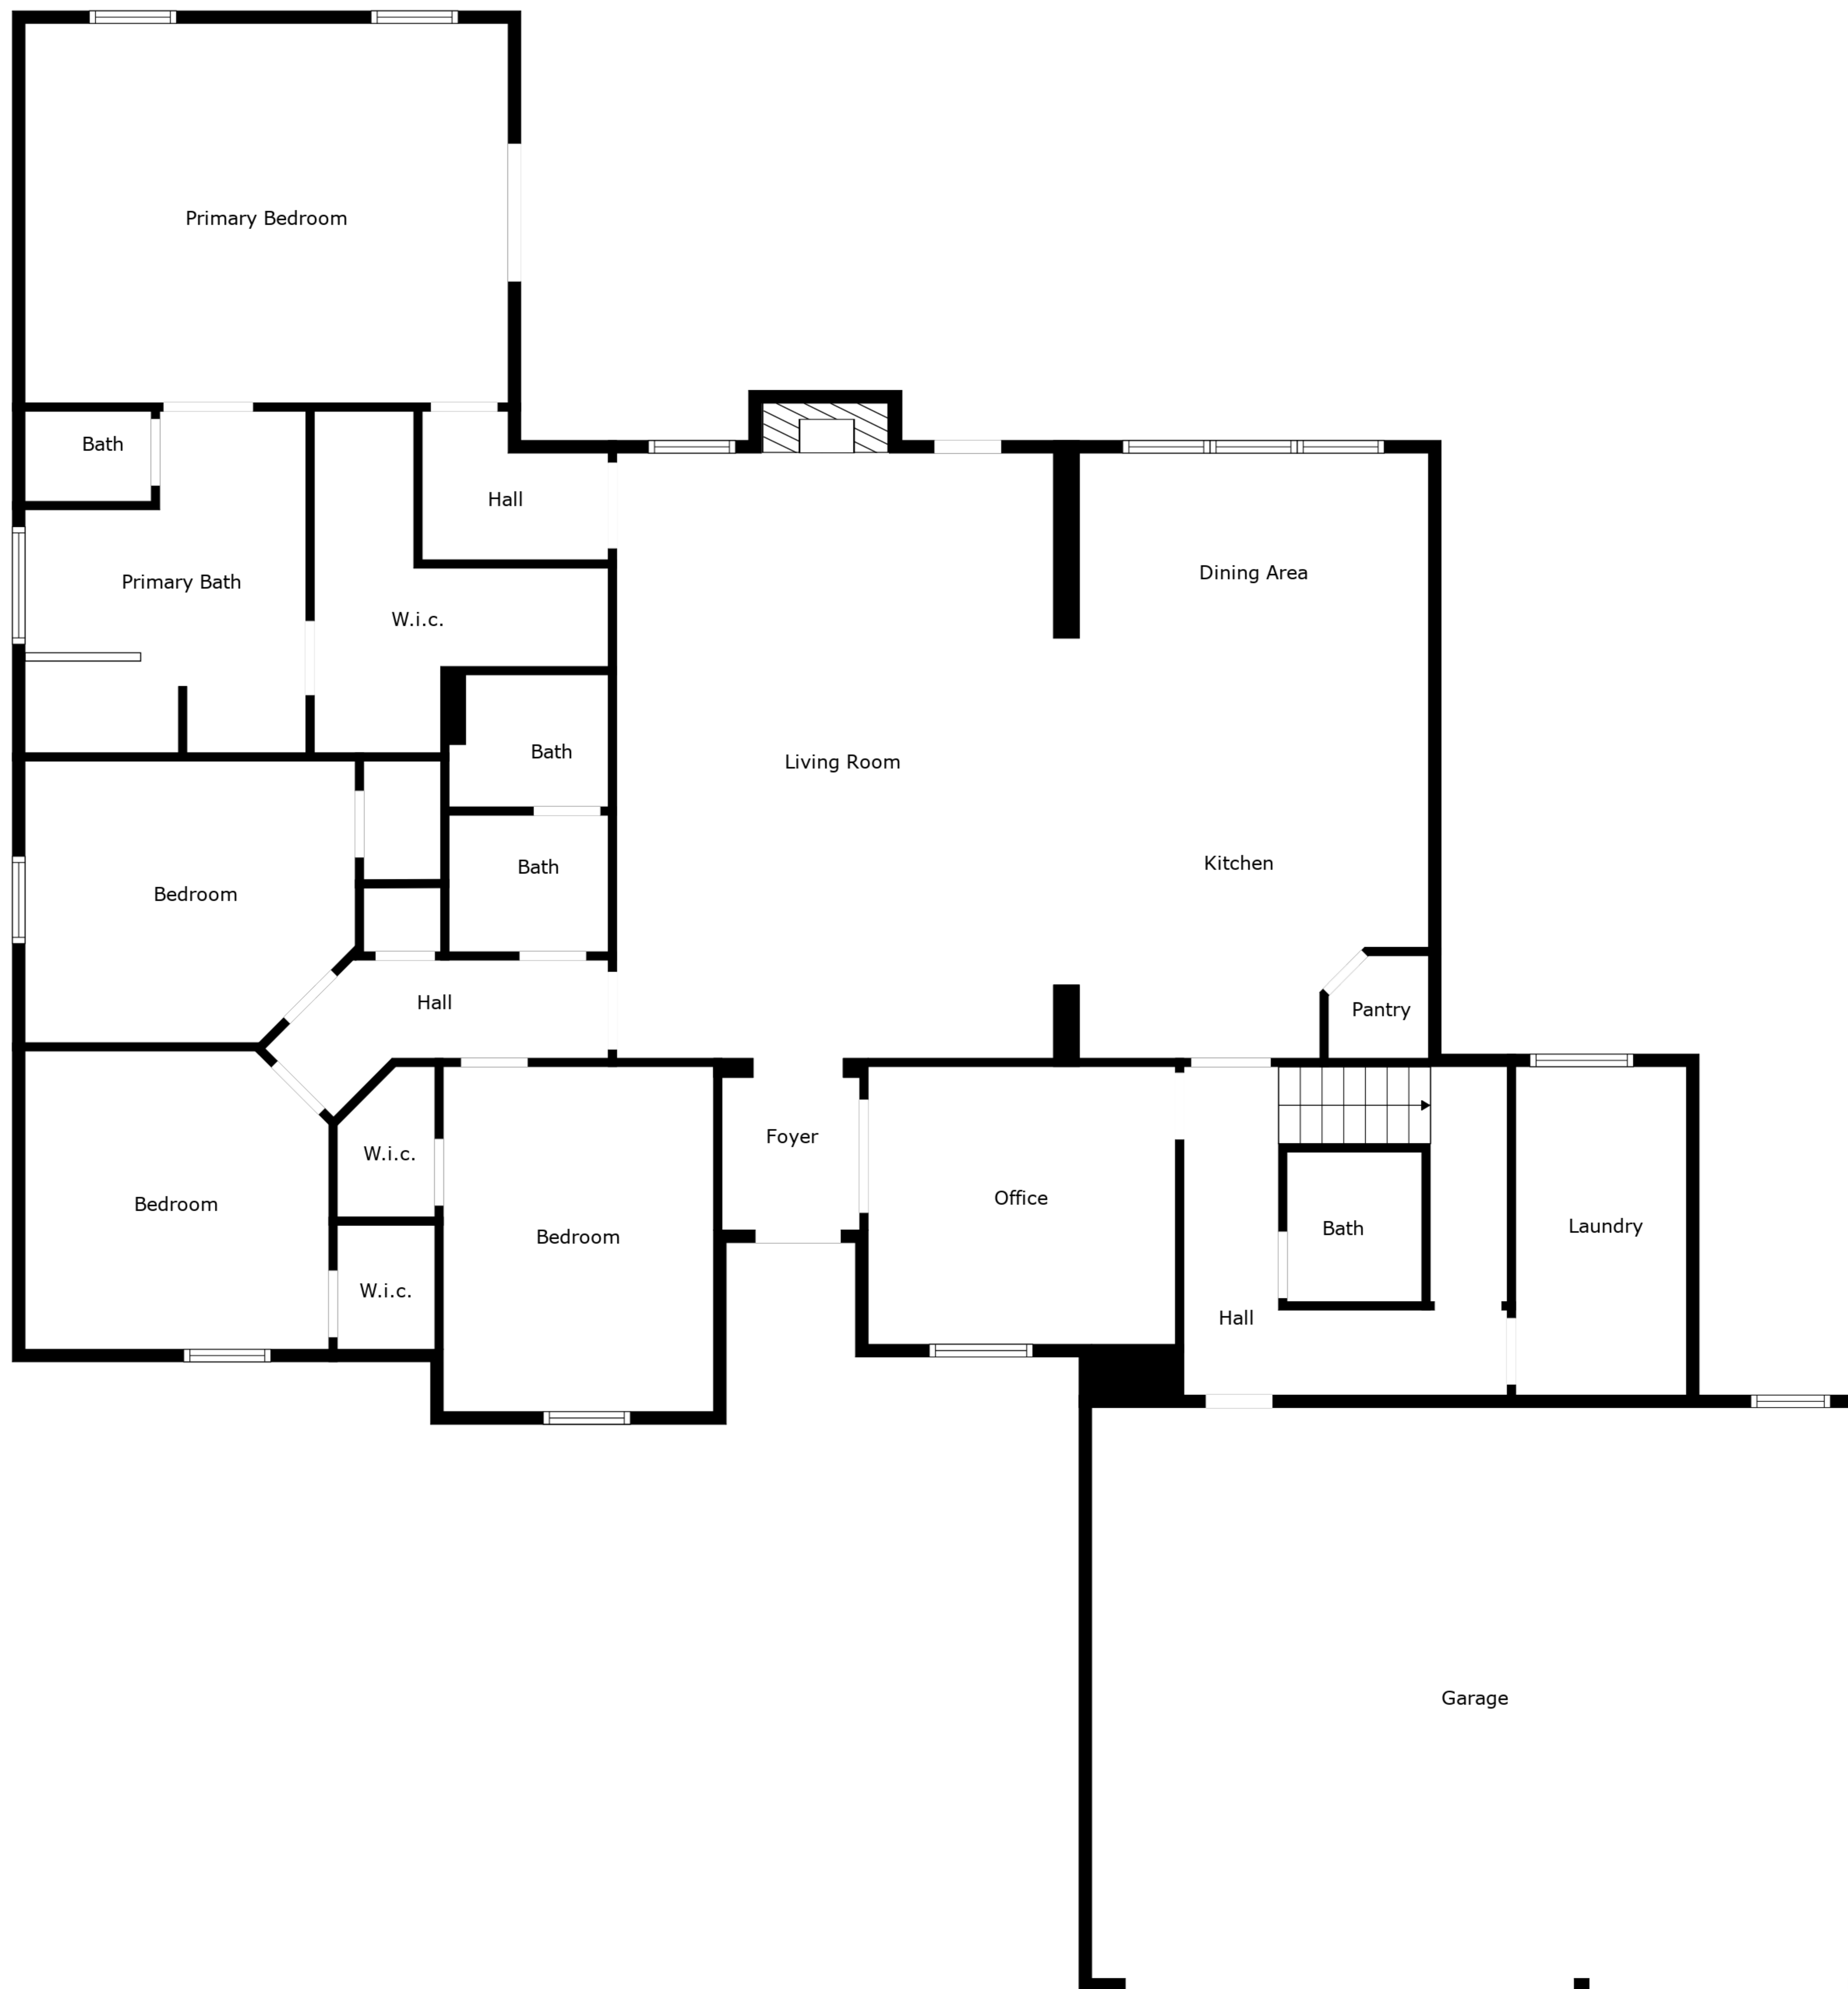 Primary Bedroom
Bath
Hall
Primary Bath
W.i.c.
Dining Area
Bath
Living Room
Bath
Kitchen
Bedroom
Hall
Pantry
Foyer
W.i.c.
Office
Bedroom
Bedroom
Bath
Laundry
W.i.c.
Hall
Garage